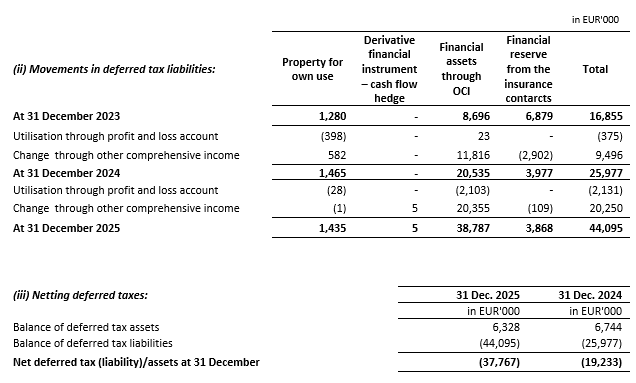 in EUR'000
(ii) Movements in deferred tax liabilities: Property for own use Derivative financial instrument – cash flow hedge Financial assets through OCI Financial reserve from the insurance contarcts Total
At 31 December 2023 1,280 - 8,696 6,879 16,855
Utilisation through profit and loss account (398) - 23 - (375)
Change through other comprehensive income 582 - 11,816 (2,902) 9,496
At 31 December 2024 1,465 - 20,535 3,977 25,977
Utilisation through profit and loss account (28) - (2,103) - (2,131)
Change through other comprehensive income (1) 5 20,355 (109) 20,250
At 31 December 2025 1,435 5 38,787 3,868 44,095
(iii) Netting deferred taxes: 31 Dec. 2025 31 Dec. 2024
in EUR'000 in EUR'000
Balance of deferred tax assets 6,328 6,744
Balance of deferred tax liabilities (44,095) (25,977)
Net deferred tax (liability)/assets at 31 December (37,767) (19,233)